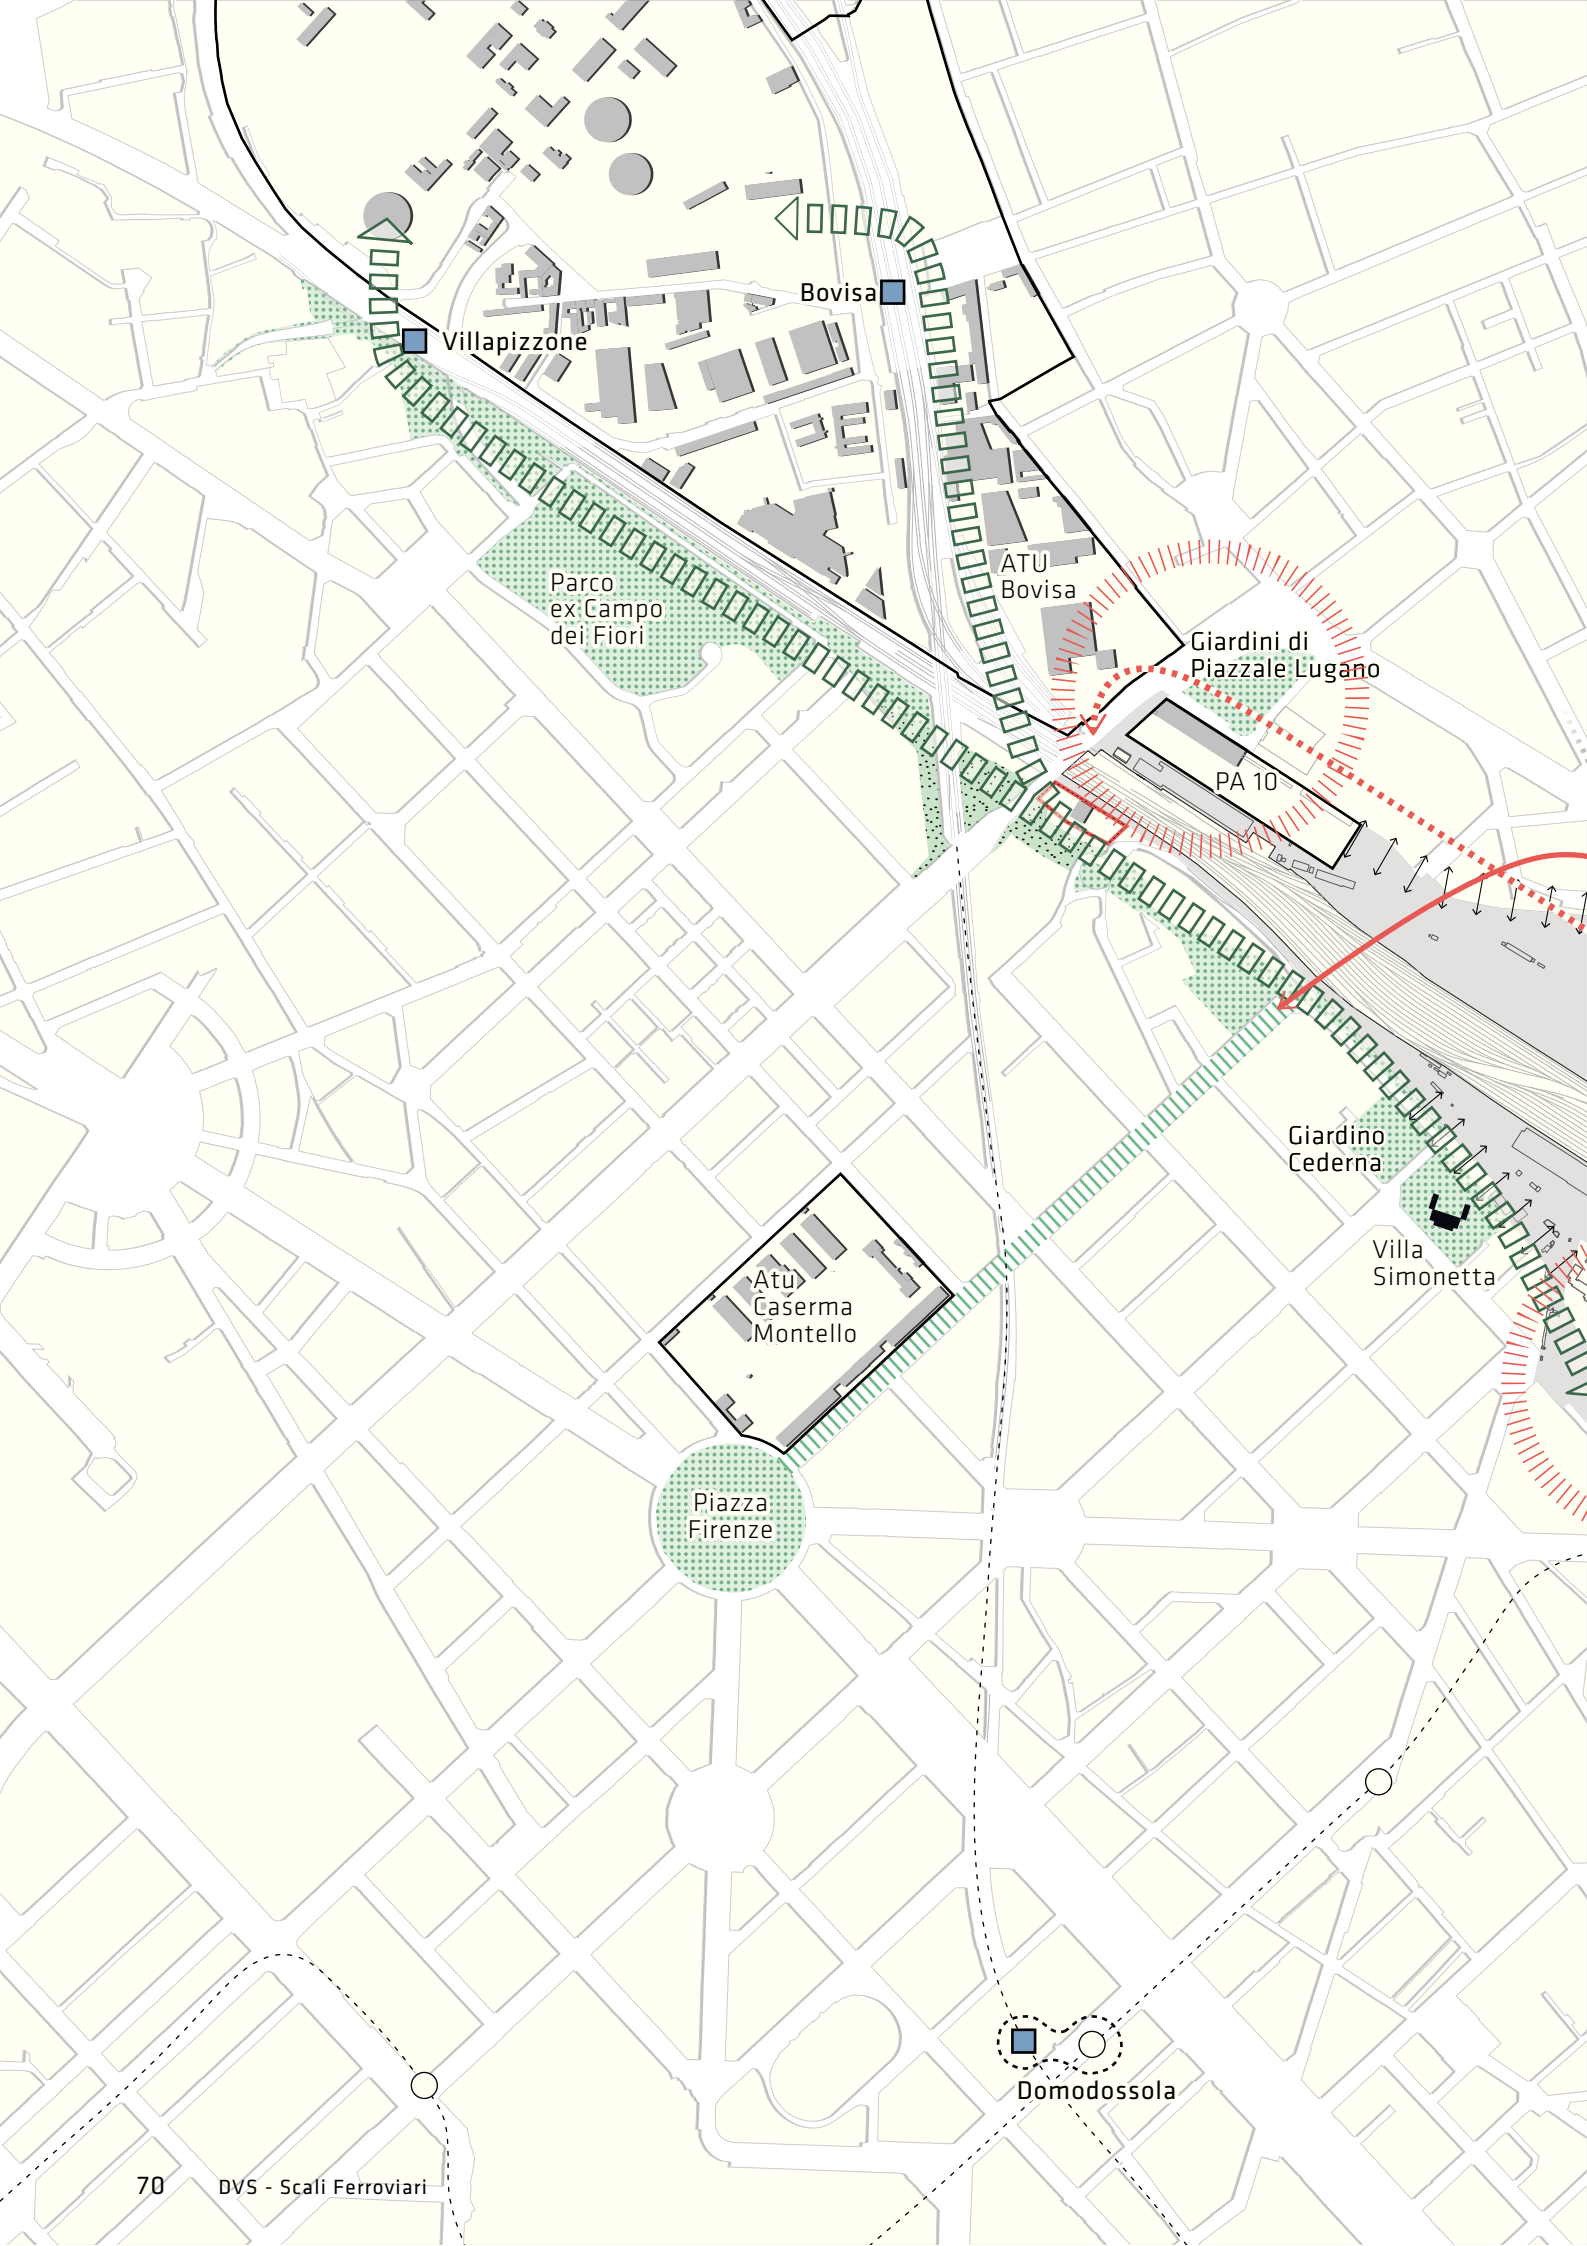 Bovisa
Villapizzone
ATU
Bovisa
Parco
ex Campo
dei Fiori
Giardini di
Piazzale Lugano
PA 10
Giardino
Cederna
Villa
Simonetta
Atu
Caserma
Montello
Piazza
Firenze
Domodossola
70 DVS - Scali Ferroviari